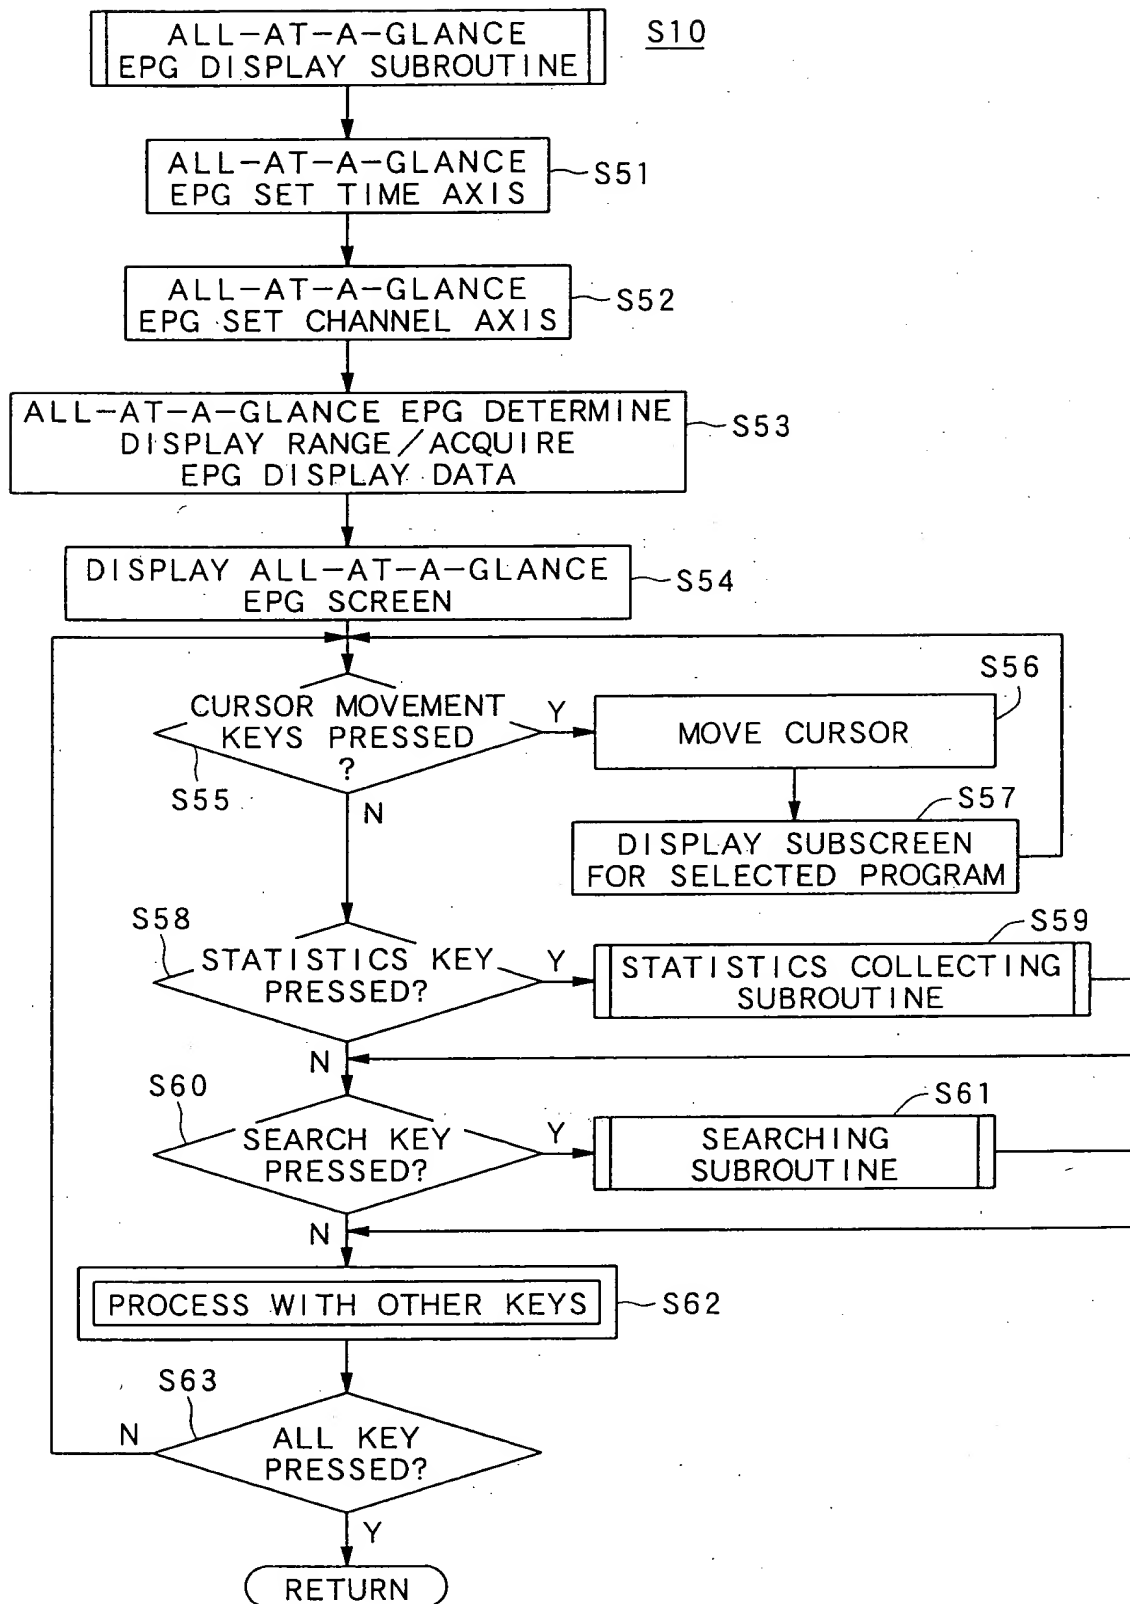 ALL-AT-A-GLANCE
EPG DISPLAY SUBROUTINE
S10
ALL-AT-A-GLANCE
EPG SET TIME AXIS
S51
ALL-AT-A-GLANCE
EPG SET CHANNEL AXIS
S52
ALL-AT-A-GLANCE EPG DETERMINE
DISPLAY RANGE/ACQUIRE
EPG DISPLAY DATA
S53
DISPLAY ALL-AT-A-GLANCE
EPG SCREEN
S54
CURSOR MOVEMENT
KEYS PRESSED
?
S55
Y
N
S56
MOVE CURSOR
S57
DISPLAY SUBSCREEN
FOR SELECTED PROGRAM
S58
STATISTICS KEY
PRESSED?
Y
N
S59
STATISTICS COLLECTING
SUBROUTINE
S60
SEARCH KEY
PRESSED?
Y
N
S61
SEARCHING
SUBROUTINE
PROCESS WITH OTHER KEYS
S62
S63
N
ALL KEY
PRESSED?
Y
RETURN